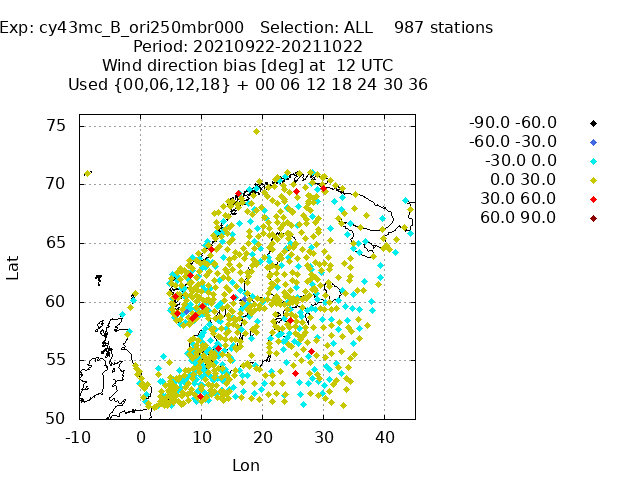 Exp: cy43mc_B_ori250mbr000 Selection: ALL 987 stations
Period: 20210922-20211022
Wind direction bias [deg] at 12 UTC
Used {00,06,12,18} + 00 06 12 18 24 30 36
-90.0 -60.0
-60.0 -30.0
-30.0 0.0
0.0 30.0
30.0 60.0
60.0 90.0
75
70
65
60
55
50
Lat
-10 0 10 20 30 40
Lon